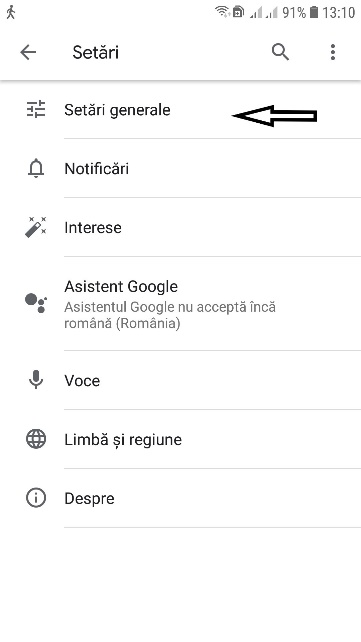 91% 13:10
Setări
Setări generale
Notificări
Interese
Asistent Google
Asistentul Google nu acceptă încă
română (România)
Voce
Limbă și regiune
Despre